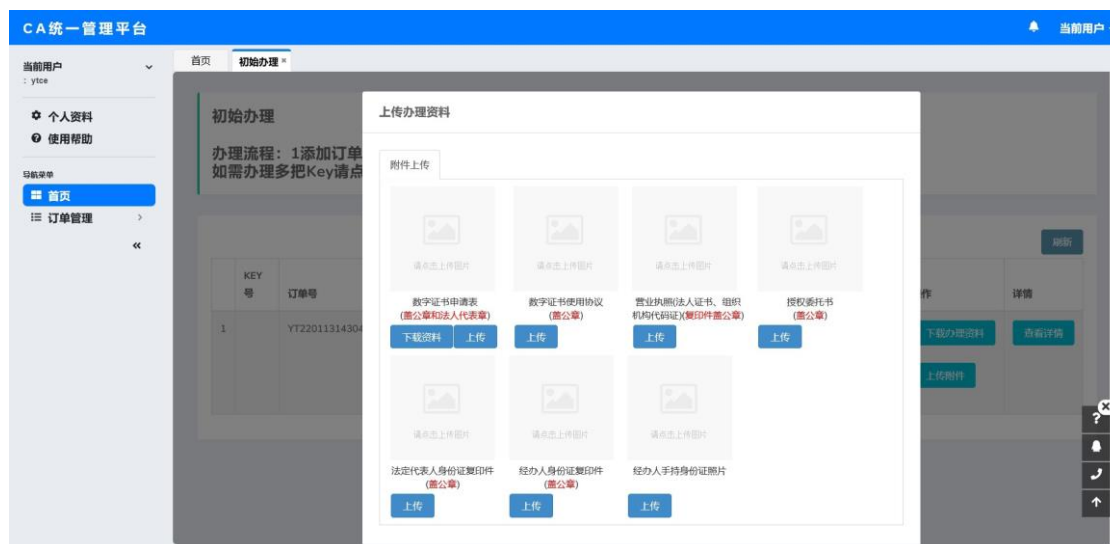 CA统一管理平台
当前用户
当前用户
: ytce
个人资料
使用帮助
导航菜单
首页
订单管理
首页
初始办理
初始办理
办理流程：1添加订单
如需办理多把Key请点
刷新
KEY号
订单号
作
详情
1
YT22011314304
下载办理资料
查看详情
上传附件
上传办理资料
附件上传
请点击上传图片
请点击上传图片
请点击上传图片
请点击上传图片
数字证书申请表
(盖公章和法人代表章)
数字证书使用协议
(盖公章)
营业执照(法人证书、组织
机构代码证)(复印件盖公章)
授权委托书
(盖公章)
下载资料
上传
上传
上传
上传
请点击上传图片
请点击上传图片
请点击上传图片
法定代表人身份证复印件
(盖公章)
经办人身份证复印件
(盖公章)
经办人手持身份证照片
上传
上传
上传